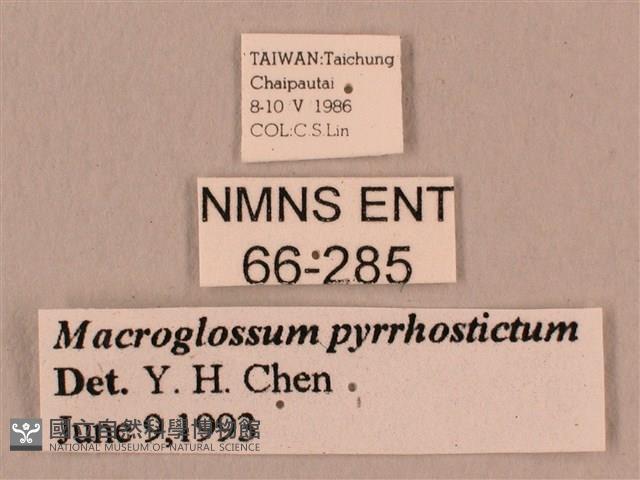 TAIWAN:Taichung
Chaipautai
8-10 V 1986
COL:C.S.Lin
NMNS ENT
66-285
Macroglossum pyrrhostictum
Det. Y. H. Chen
June 9,1993
國立自然科學博物館
NATIONAL MUSEUM OF NATURAL SCIENCE